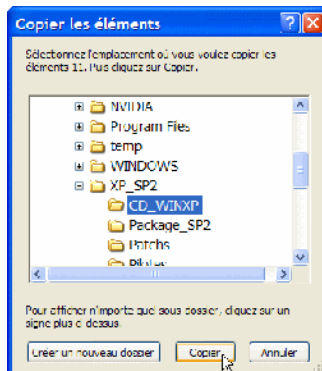 Copier les éléments
Sélectionnez l'emplacement où vous voulez copier les
éléments 11. Puis cliquez sur Copier.
NVIDIA
Program Files
temp
WINDOWS
XP_SP2
CD_WINXP
Package_SP2
Patchs
Pilotes
Pour afficher n'importe quel sous dossier, cliquez sur un
signe plus ci-dessus.
Créer un nouveau dossier
Copier
Annuler